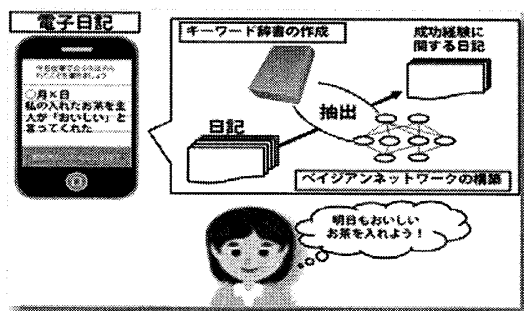 電子日記
○月×日
私の入れたお茶を主
人が「おいしい」と
言ってくれた
キーワード辞書の作成
成功経験に
関する日記
抽出
日記
ベイジアンネットワークの構築
明日もおいしい
お茶を入れよう！